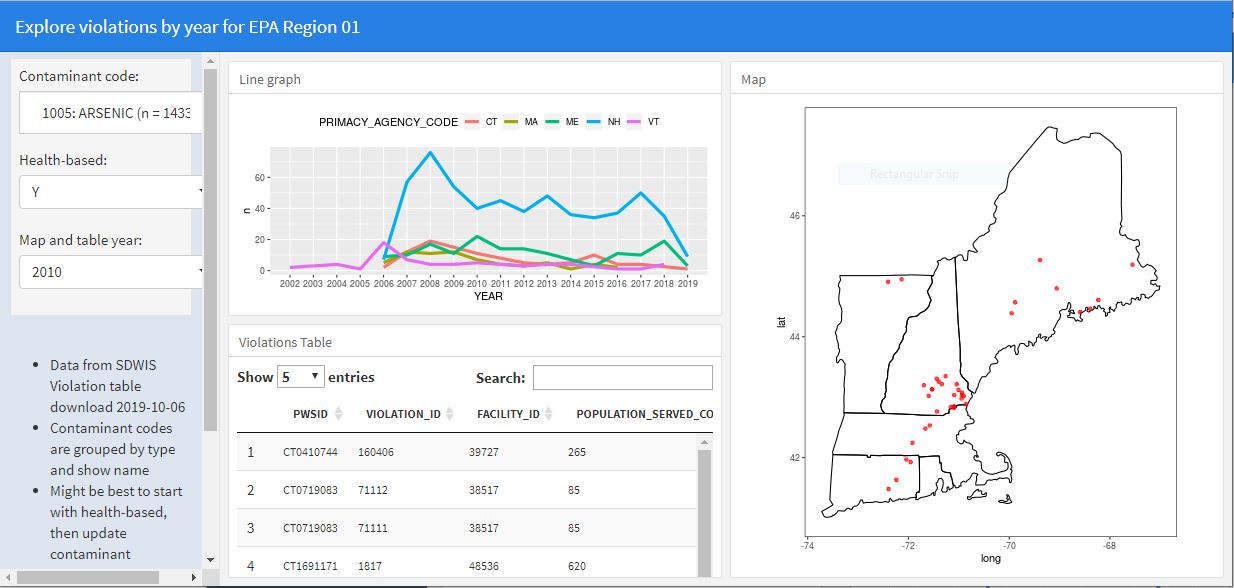 Explore violations by year for EPA Region 01
Contaminant code:
1005: ARSENIC (n = 1433
Health-based:
Y
Map and table year:
2010
Data from SDWIS
Violation table
download 2019-10-06
Contaminant codes
are grouped by type
and show name
Might be best to start
with health-based,
then update
contaminant
Line graph
PRIMACY_AGENCY_CODE CT MA ME NH VT
60
40
20
0
n
2002 2003 2004 2005 2006 2007 2008 2009 2010 2011 2012 2013 2014 2015 2016 2017 2018 2019
YEAR
Violations Table
Show 5 entries Search:
PWSID VIOLATION_ID FACILITY_ID POPULATION_SERVED_CO
1 CT0410744 160406 39727 265
2 CT0719083 71112 38517 85
3 CT0719083 71111 38517 85
4 CT1691171 1817 48536 620
Map
Rectangular Snip
46
44
42
lat
-74 -72 -70 -68
long